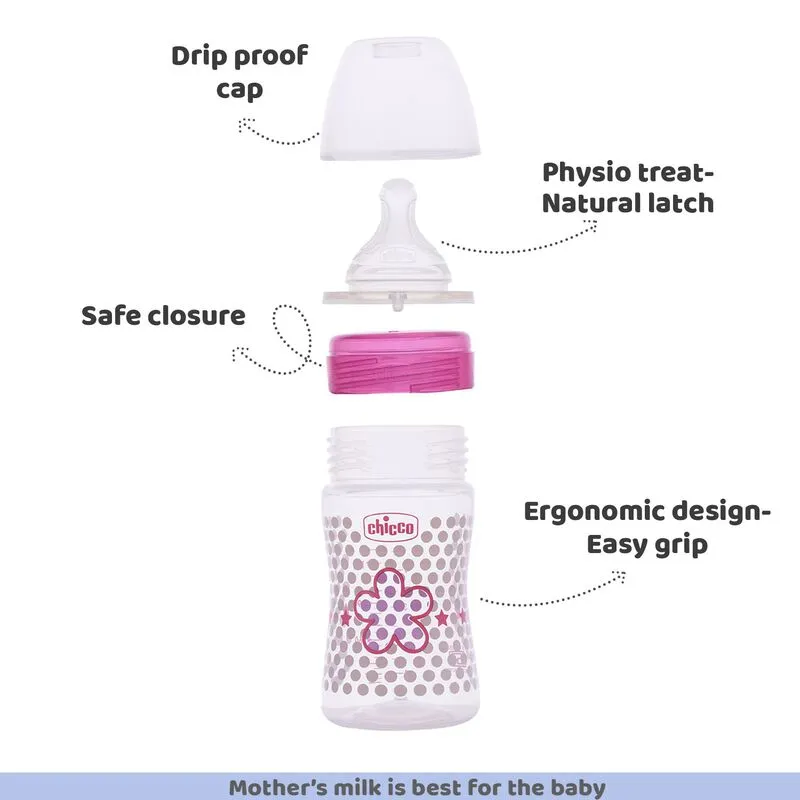 Drip proof
cap
Physio treat-
Natural latch
Safe closure
chicco
Ergonomic design-
Easy grip
Mother's milk is best for the baby